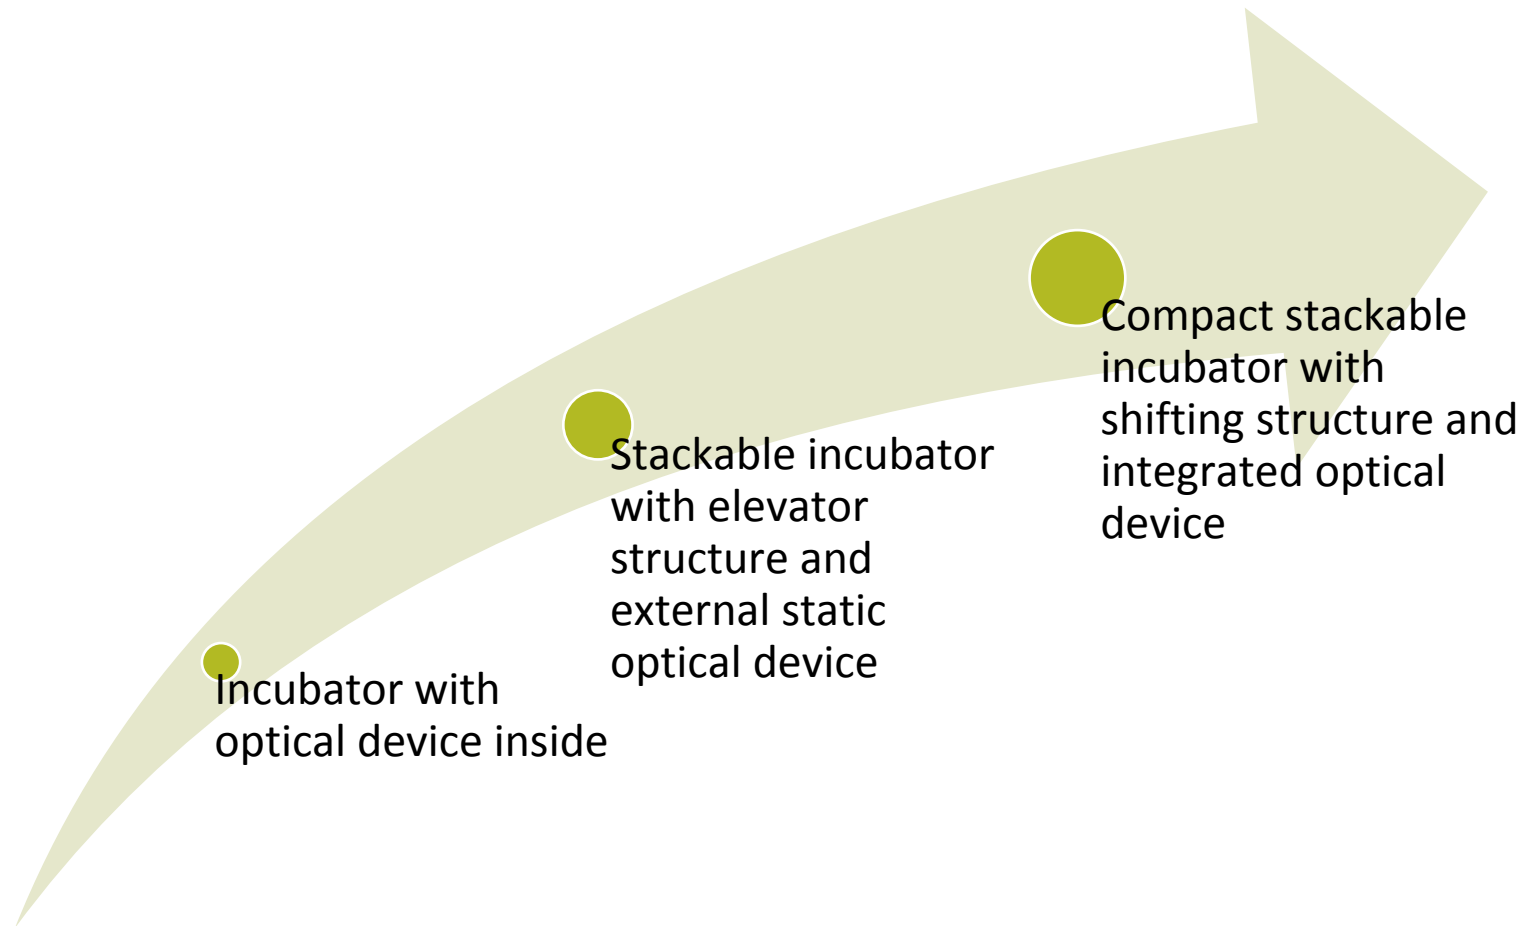 Incubator with
optical device inside
Stackable incubator
with elevator
structure and
external static
optical device
Compact stackable
incubator with
shifting structure and
integrated optical
device